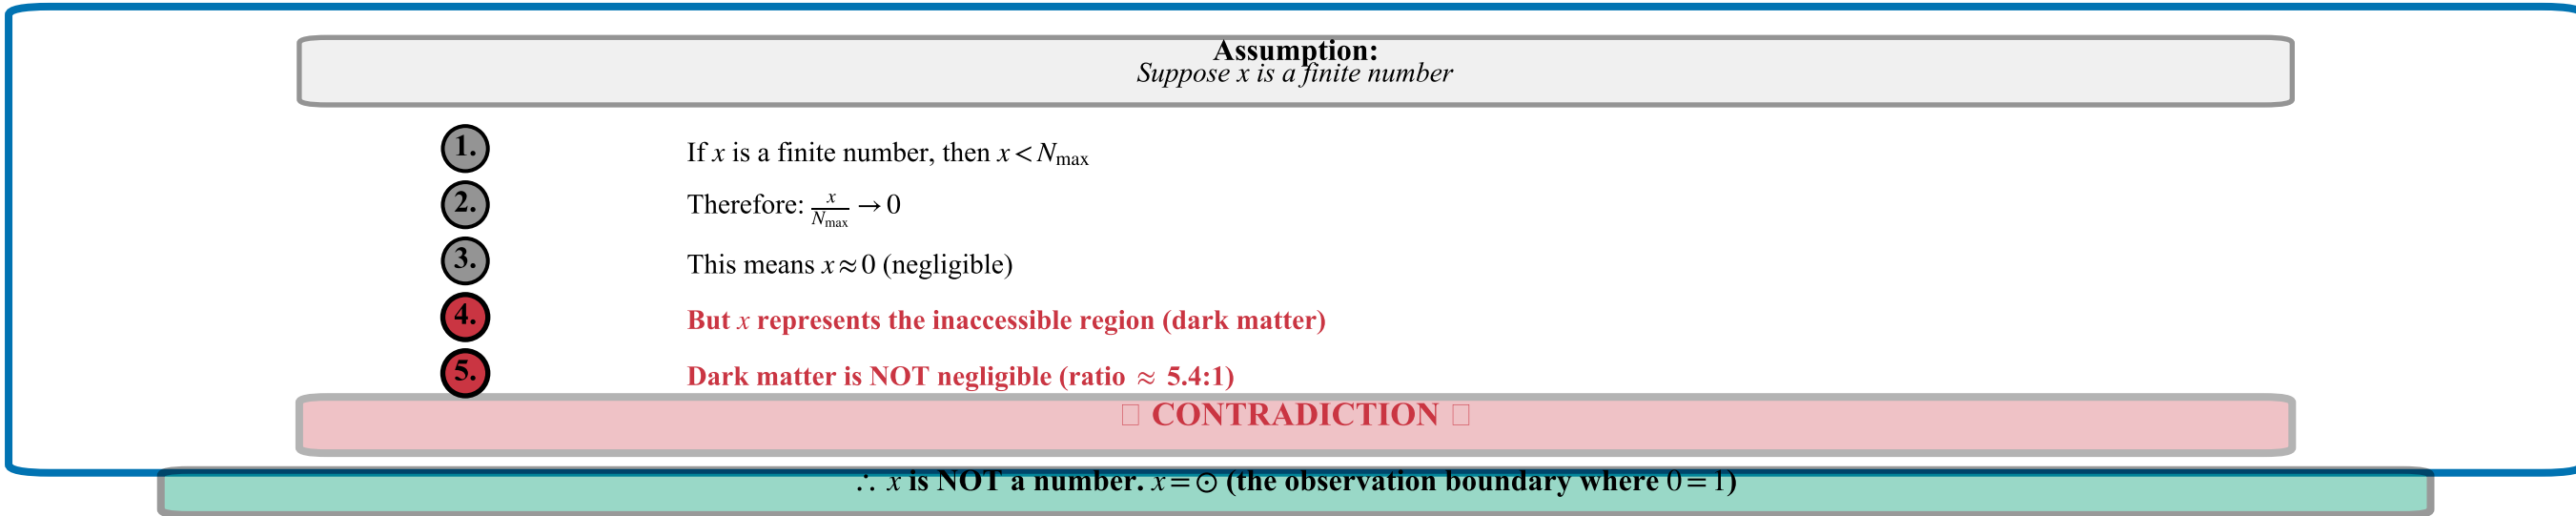 Assumption:
Suppose x is a finite number
1. If x is a finite number, then x < N_max
2. Therefore: x/N_max → 0
3. This means x ≈ 0 (negligible)
4. But x represents the inaccessible region (dark matter)
5. Dark matter is NOT negligible (ratio ≈ 5.4:1)
▯ CONTRADICTION ▯
∴ x is NOT a number. x = ⊙ (the observation boundary where 0 = 1)